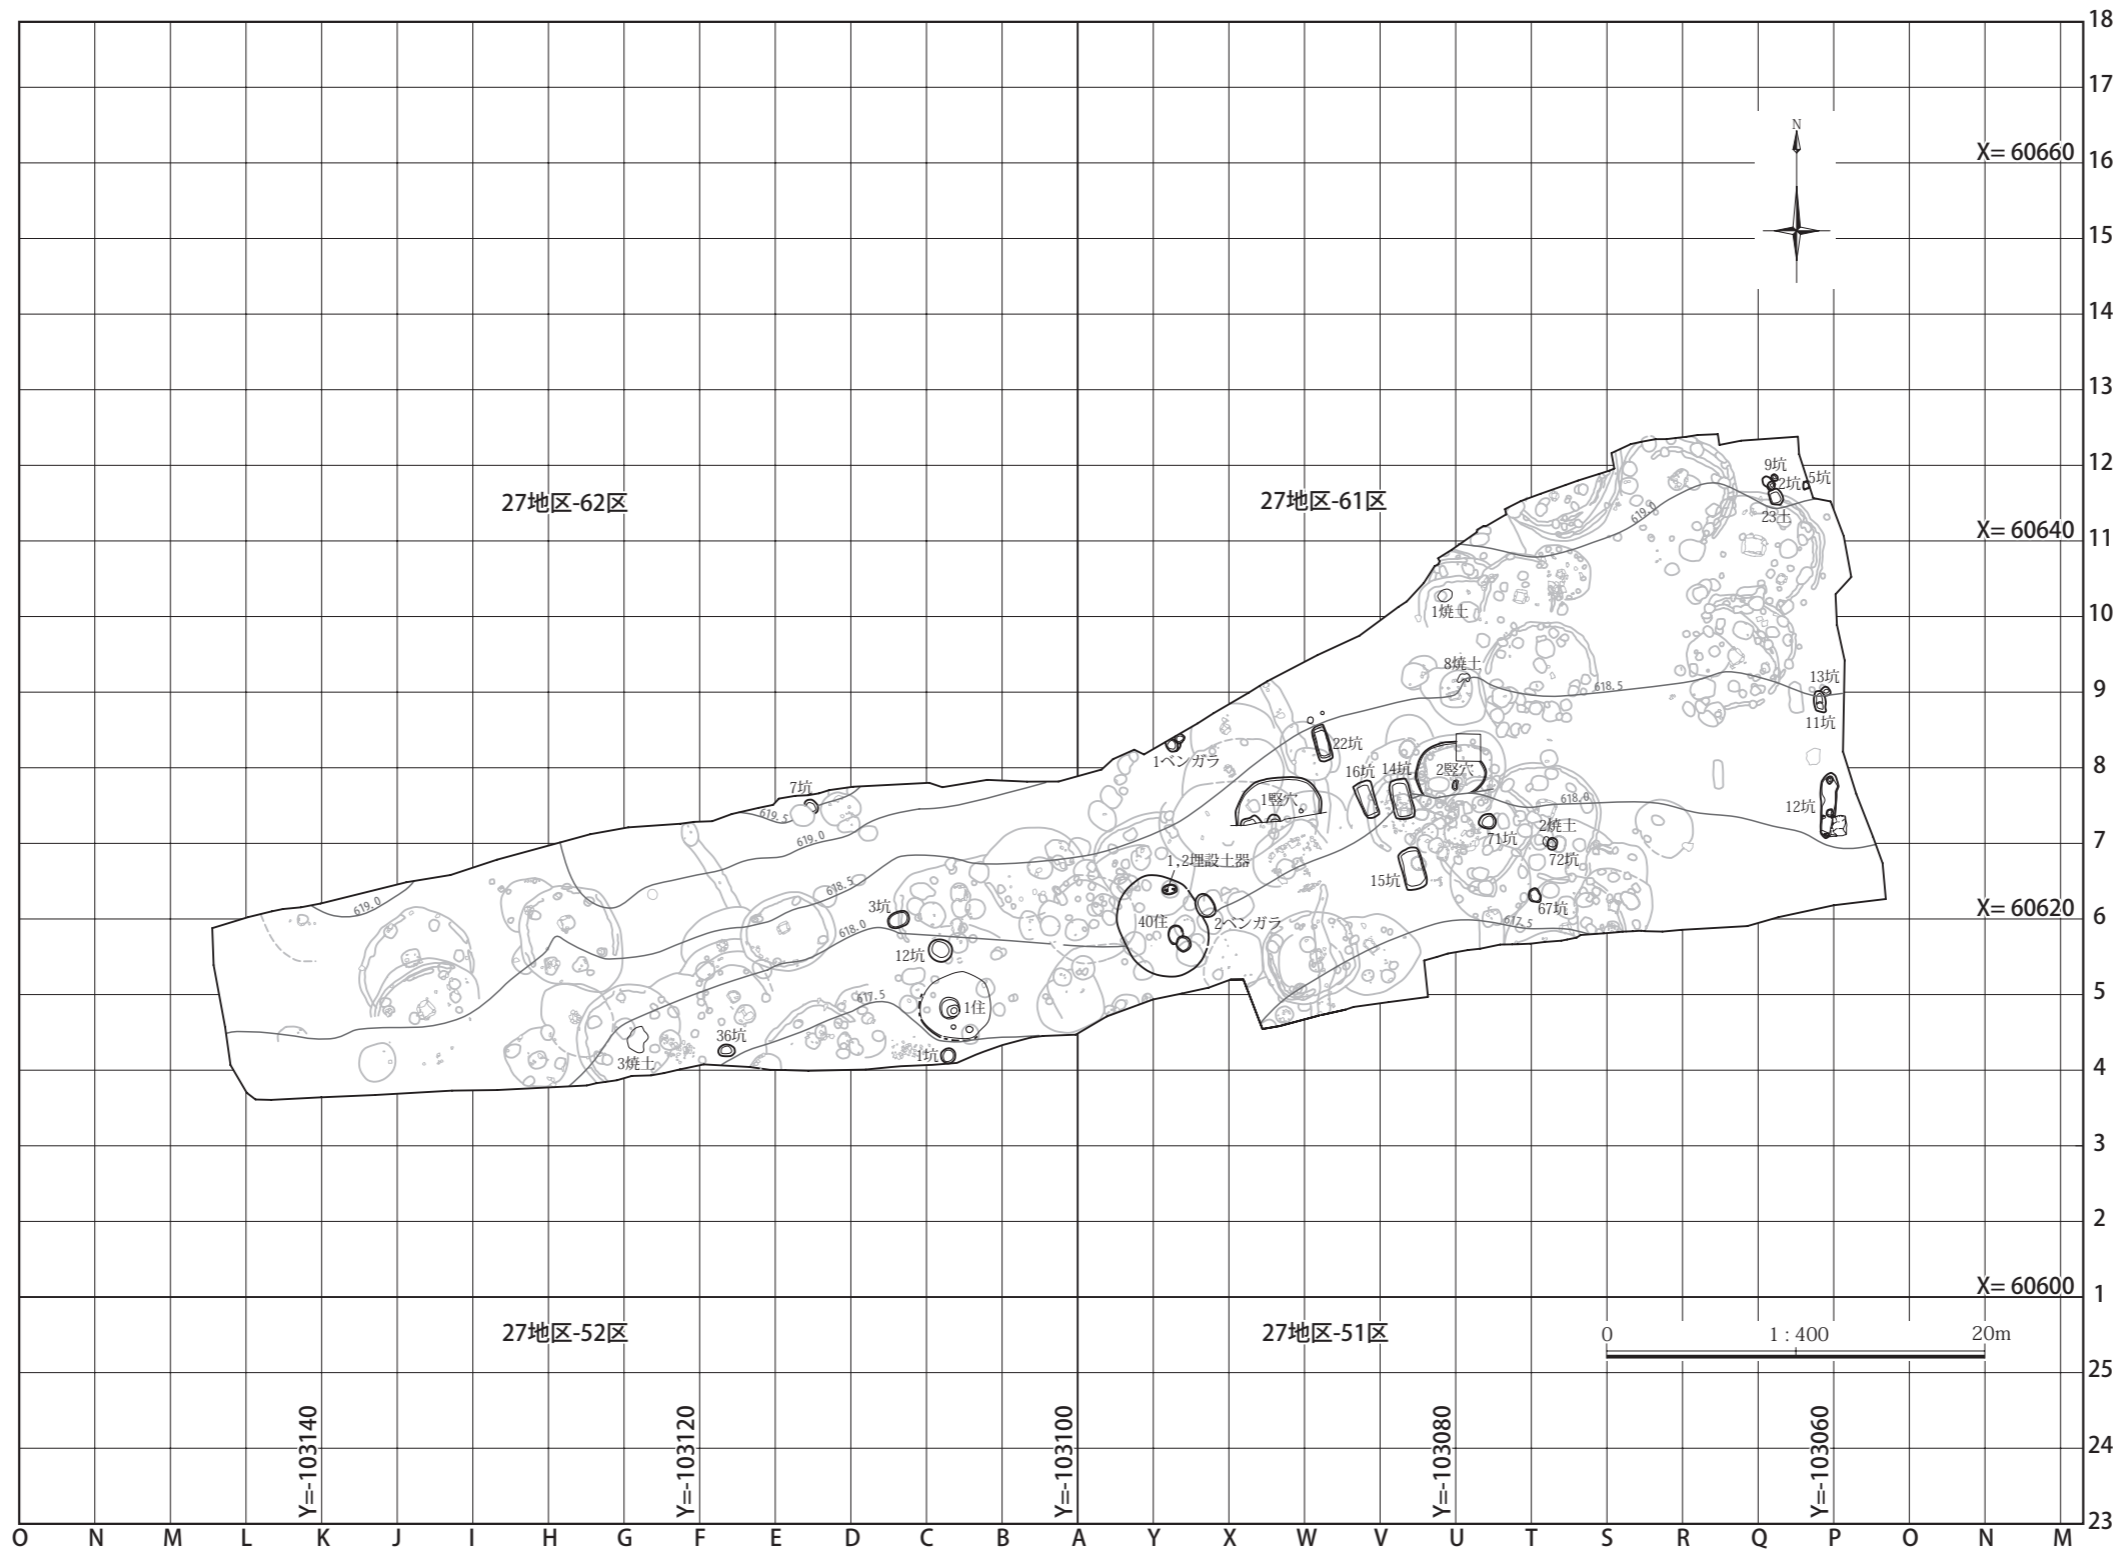 18
17
N
X= 60660
16
15
14
13
12
9坑
2坑
5坑
23土
27地区-62区
27地区-61区
619.0
X= 60640
11
1焼土
10
8焼土
618.5
13坑
11坑
9
22坑
1ベンガラ
16坑
14坑
2竪穴
8
7坑
619.5
1竪穴
618.0
12坑
2焼土
71坑
72坑
619.0
7
1,2埋設土器
15坑
618.5
67坑
619.0
3坑
40住
2ベンガラ
617.5
X= 60620
6
618.0
12坑
617.5
1住
5
36坑
3焼土
1坑
4
3
2
X= 60600
1
27地区-52区
27地区-51区
0
1 : 400
20m
25
Y=-103140
Y=-103120
Y=-103100
Y=-103080
Y=-103060
24
23
O N M L K J I H G F E D C B A Y X W V U T S R Q P O N M